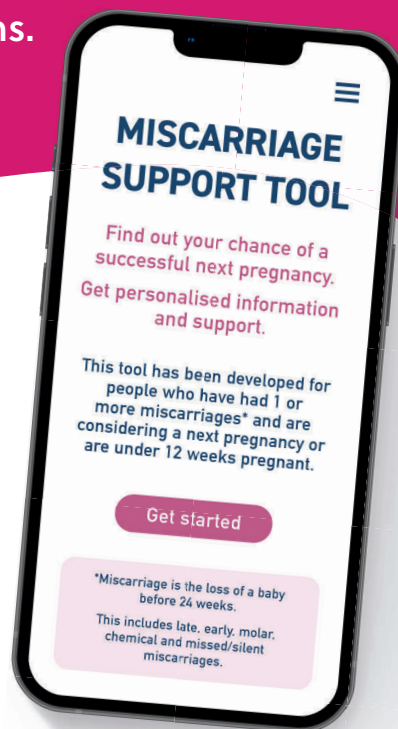 ns.
MISCARRIAGE
SUPPORT TOOL
Find out your chance of a
successful next pregnancy.
Get personalised information
and support.
This tool has been developed for
people who have had 1 or
more miscarriages* and are
considering a next pregnancy or
are under 12 weeks pregnant.
Get started
*Miscarriage is the loss of a baby
before 24 weeks.
This includes late, early, molar,
chemical and missed/silent
miscarriages.